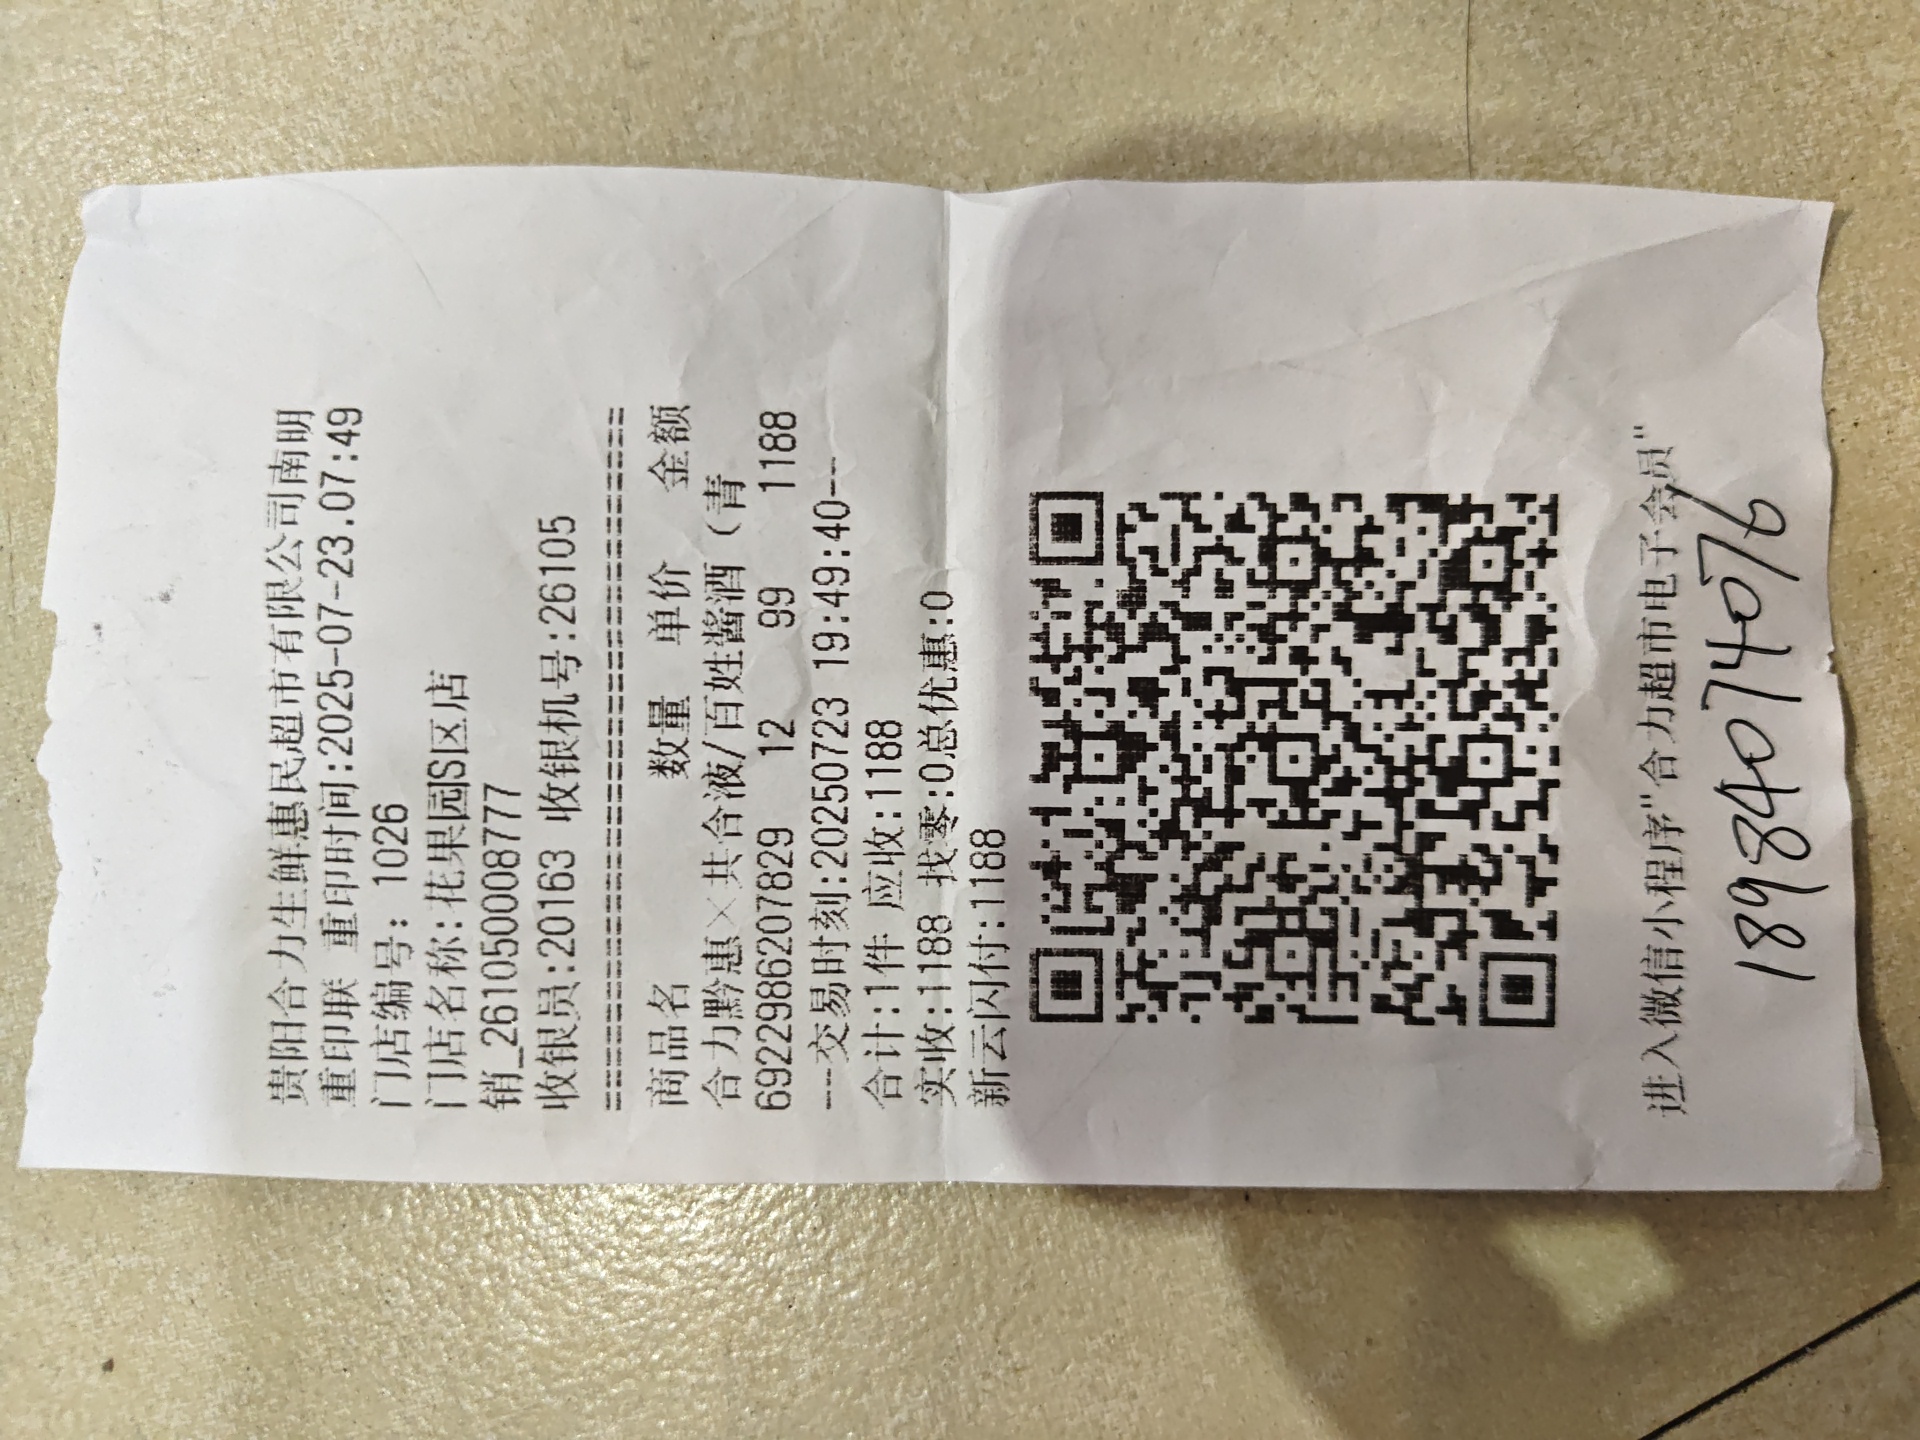 贵阳合力生鲜惠民超市有限公司南明
重印联 重印时间:2025-07-23.07:49
门店编号: 1026
门店名称:花果园S区店
销_2610500008777
收银员:20163 收银机号:26105
==========================================
商品名 数量 单价 金额
合力黔惠×共合液/百姓酱酒(青
6922986207829 12 99 1188
--交易时刻:20250723 19:49:40--
合计:1件 应收:1188
实收:1188 找零:0总优惠:0
新云闪付:1188
进入微信小程序"合力超市电子会员"
18984074076